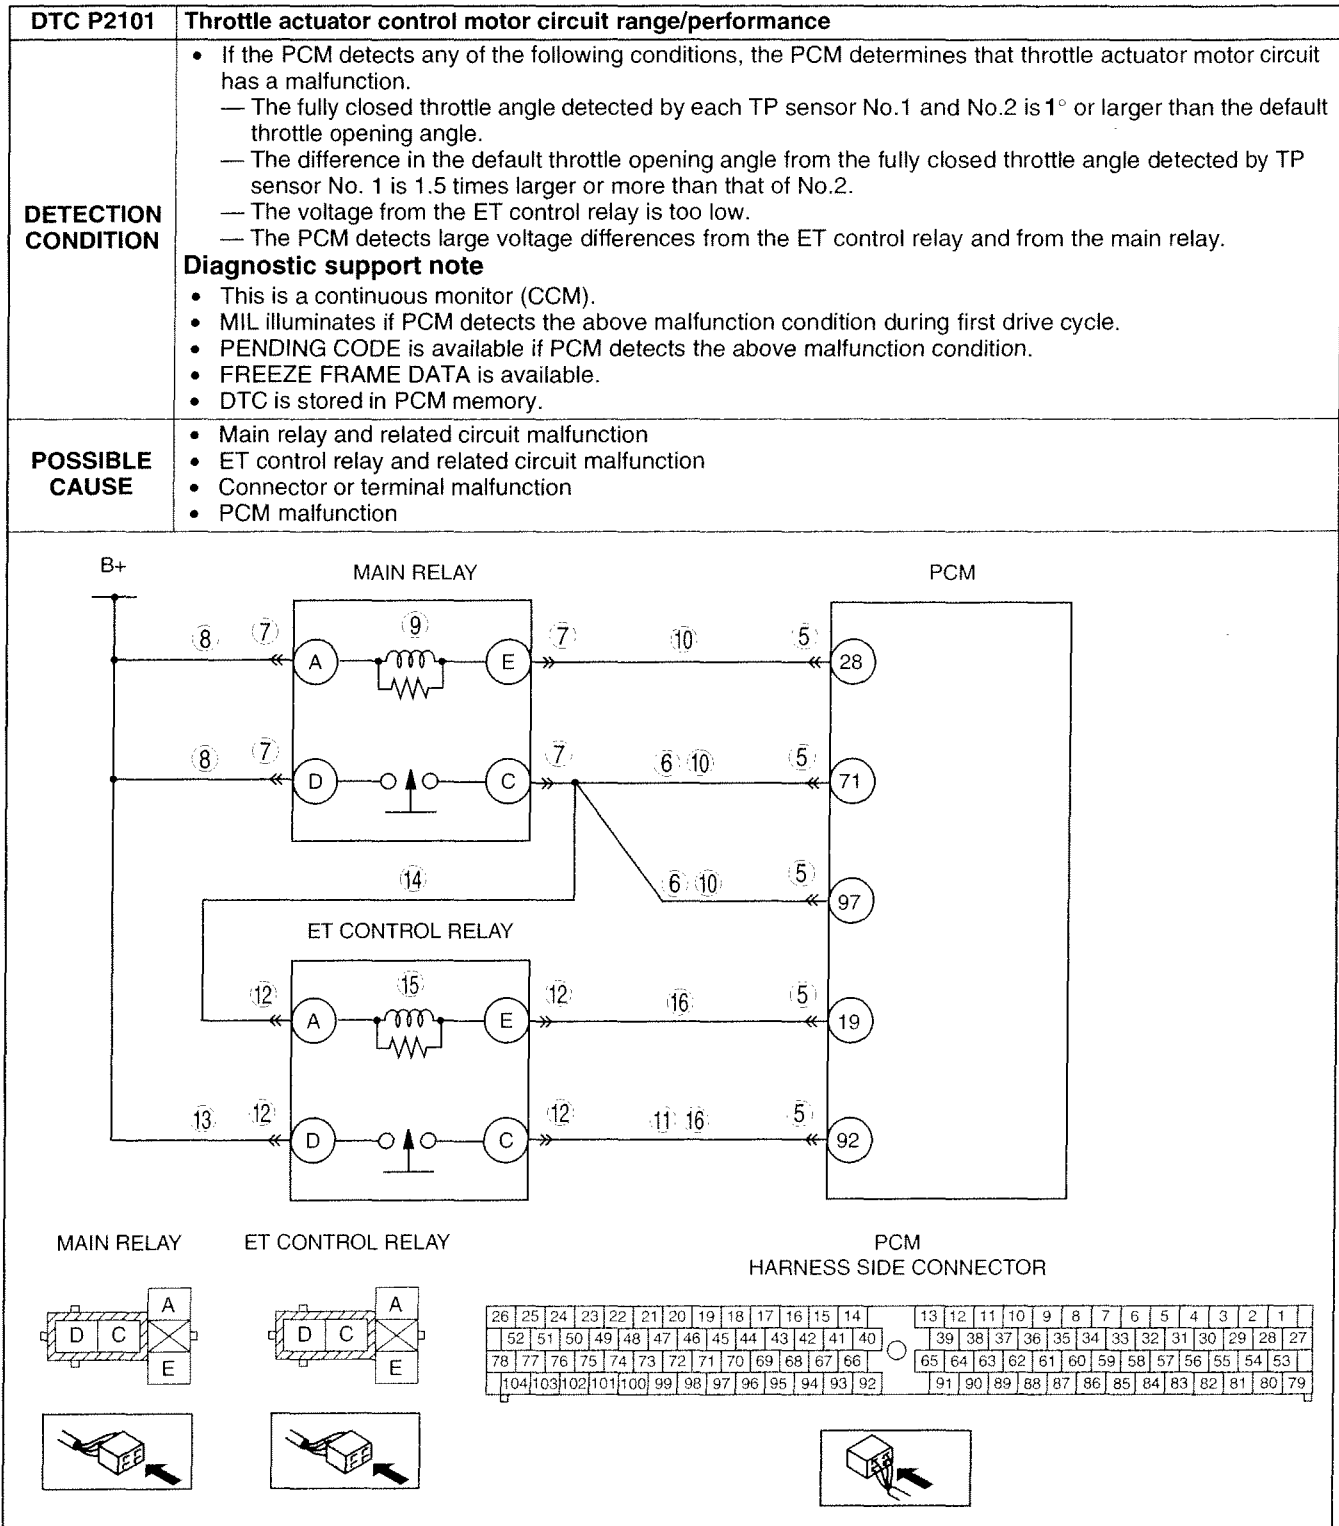 DTC P2101 Throttle actuator control motor circuit range/performance
DETECTION CONDITION
• If the PCM detects any of the following conditions, the PCM determines that throttle actuator motor circuit
has a malfunction.
— The fully closed throttle angle detected by each TP sensor No.1 and No.2 is 1° or larger than the default
throttle opening angle.
— The difference in the default throttle opening angle from the fully closed throttle angle detected by TP
sensor No. 1 is 1.5 times larger or more than that of No.2.
— The voltage from the ET control relay is too low.
— The PCM detects large voltage differences from the ET control relay and from the main relay.
Diagnostic support note
• This is a continuous monitor (CCM).
• MIL illuminates if PCM detects the above malfunction condition during first drive cycle.
• PENDING CODE is available if PCM detects the above malfunction condition.
• FREEZE FRAME DATA is available.
• DTC is stored in PCM memory.
POSSIBLE CAUSE
• Main relay and related circuit malfunction
• ET control relay and related circuit malfunction
• Connector or terminal malfunction
• PCM malfunction
B+ MAIN RELAY PCM
8 7 9 7 10 5
A E 28
8 7 7 6 10 5
D C 71
14 6 10 5
97
ET CONTROL RELAY
12 15 12 16 5
A E 19
13 12 12 11 16 5
D C 92
MAIN RELAY ET CONTROL RELAY PCM
HARNESS SIDE CONNECTOR
A A
D C D C
E E
26 25 24 23 22 21 20 19 18 17 16 15 14 13 12 11 10 9 8 7 6 5 4 3 2 1
52 51 50 49 48 47 46 45 44 43 42 41 40 39 38 37 36 35 34 33 32 31 30 29 28 27
78 77 76 75 74 73 72 71 70 69 68 67 66 65 64 63 62 61 60 59 58 57 56 55 54 53
104 103 102 101 100 99 98 97 96 95 94 93 92 91 90 89 88 87 86 85 84 83 82 81 80 79